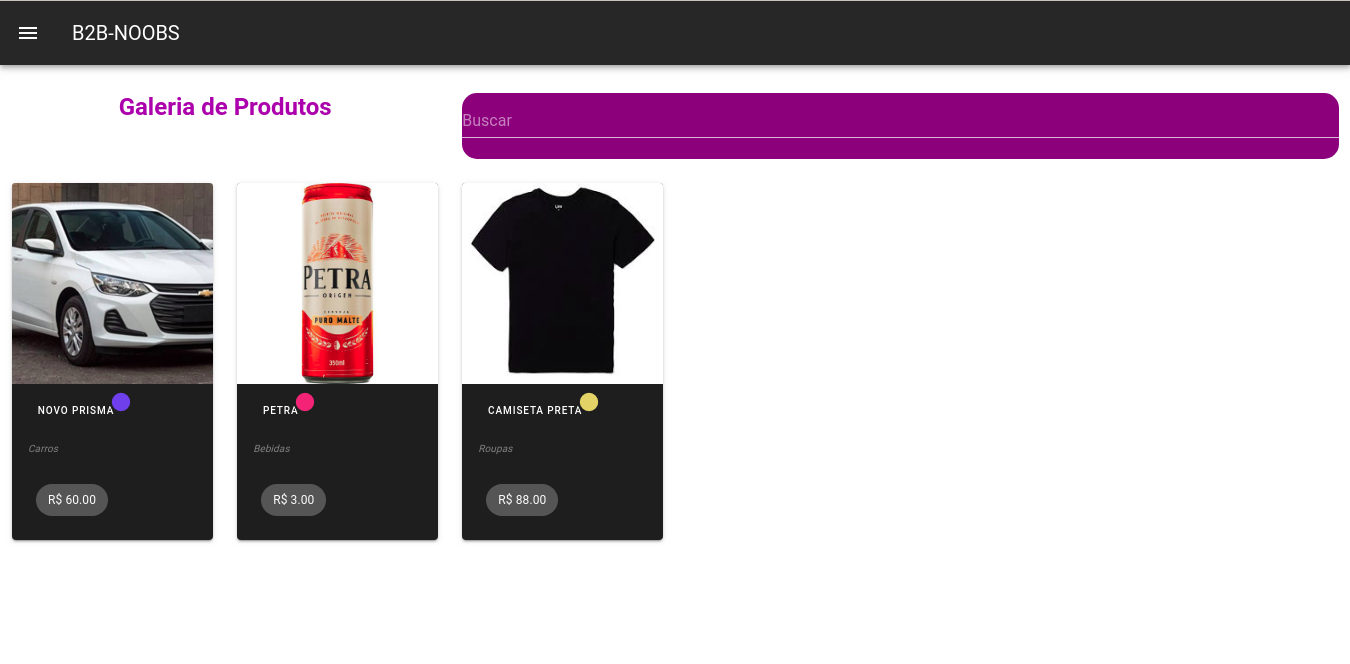 B2B-NOOBS
Galeria de Produtos
Buscar
PETRA
ORIGEM
CERVEJA
PURO MALTE
350ml
NOVO PRISMA
PETRA
CAMISETA PRETA
Carros
Bebidas
Roupas
R$ 60.00
R$ 3.00
R$ 88.00